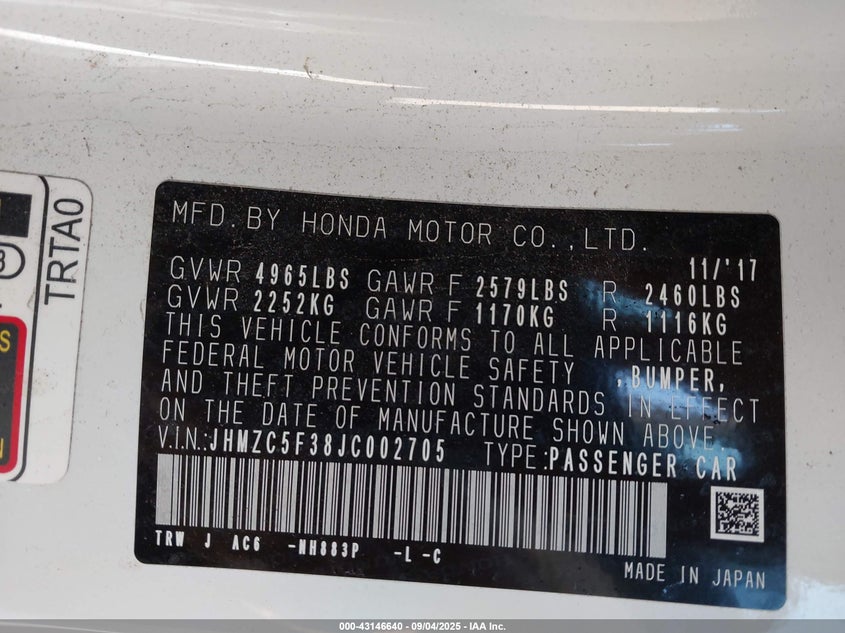 TRTA0
MFD. BY HONDA MOTOR CO.,LTD.
11/'17
GVWR 4965LBS GAWR F 2579LBS R 2460LBS
GVWR 2252KG GAWR F 1170KG R 1116KG
THIS VEHICLE CONFORMS TO ALL APPLICABLE
FEDERAL MOTOR VEHICLE SAFETY ,BUMPER,
AND THEFT PREVENTION STANDARDS IN EFFECT
ON THE DATE OF MANUFACTURE SHOWN ABOVE.
V.I.N.:JHMZC5F38JC002705 TYPE:PASSENGER CAR
TRW J AC6 -NH883P -L -C
MADE IN JAPAN
000-43146640 - 09/04/2025 - IAA Inc.